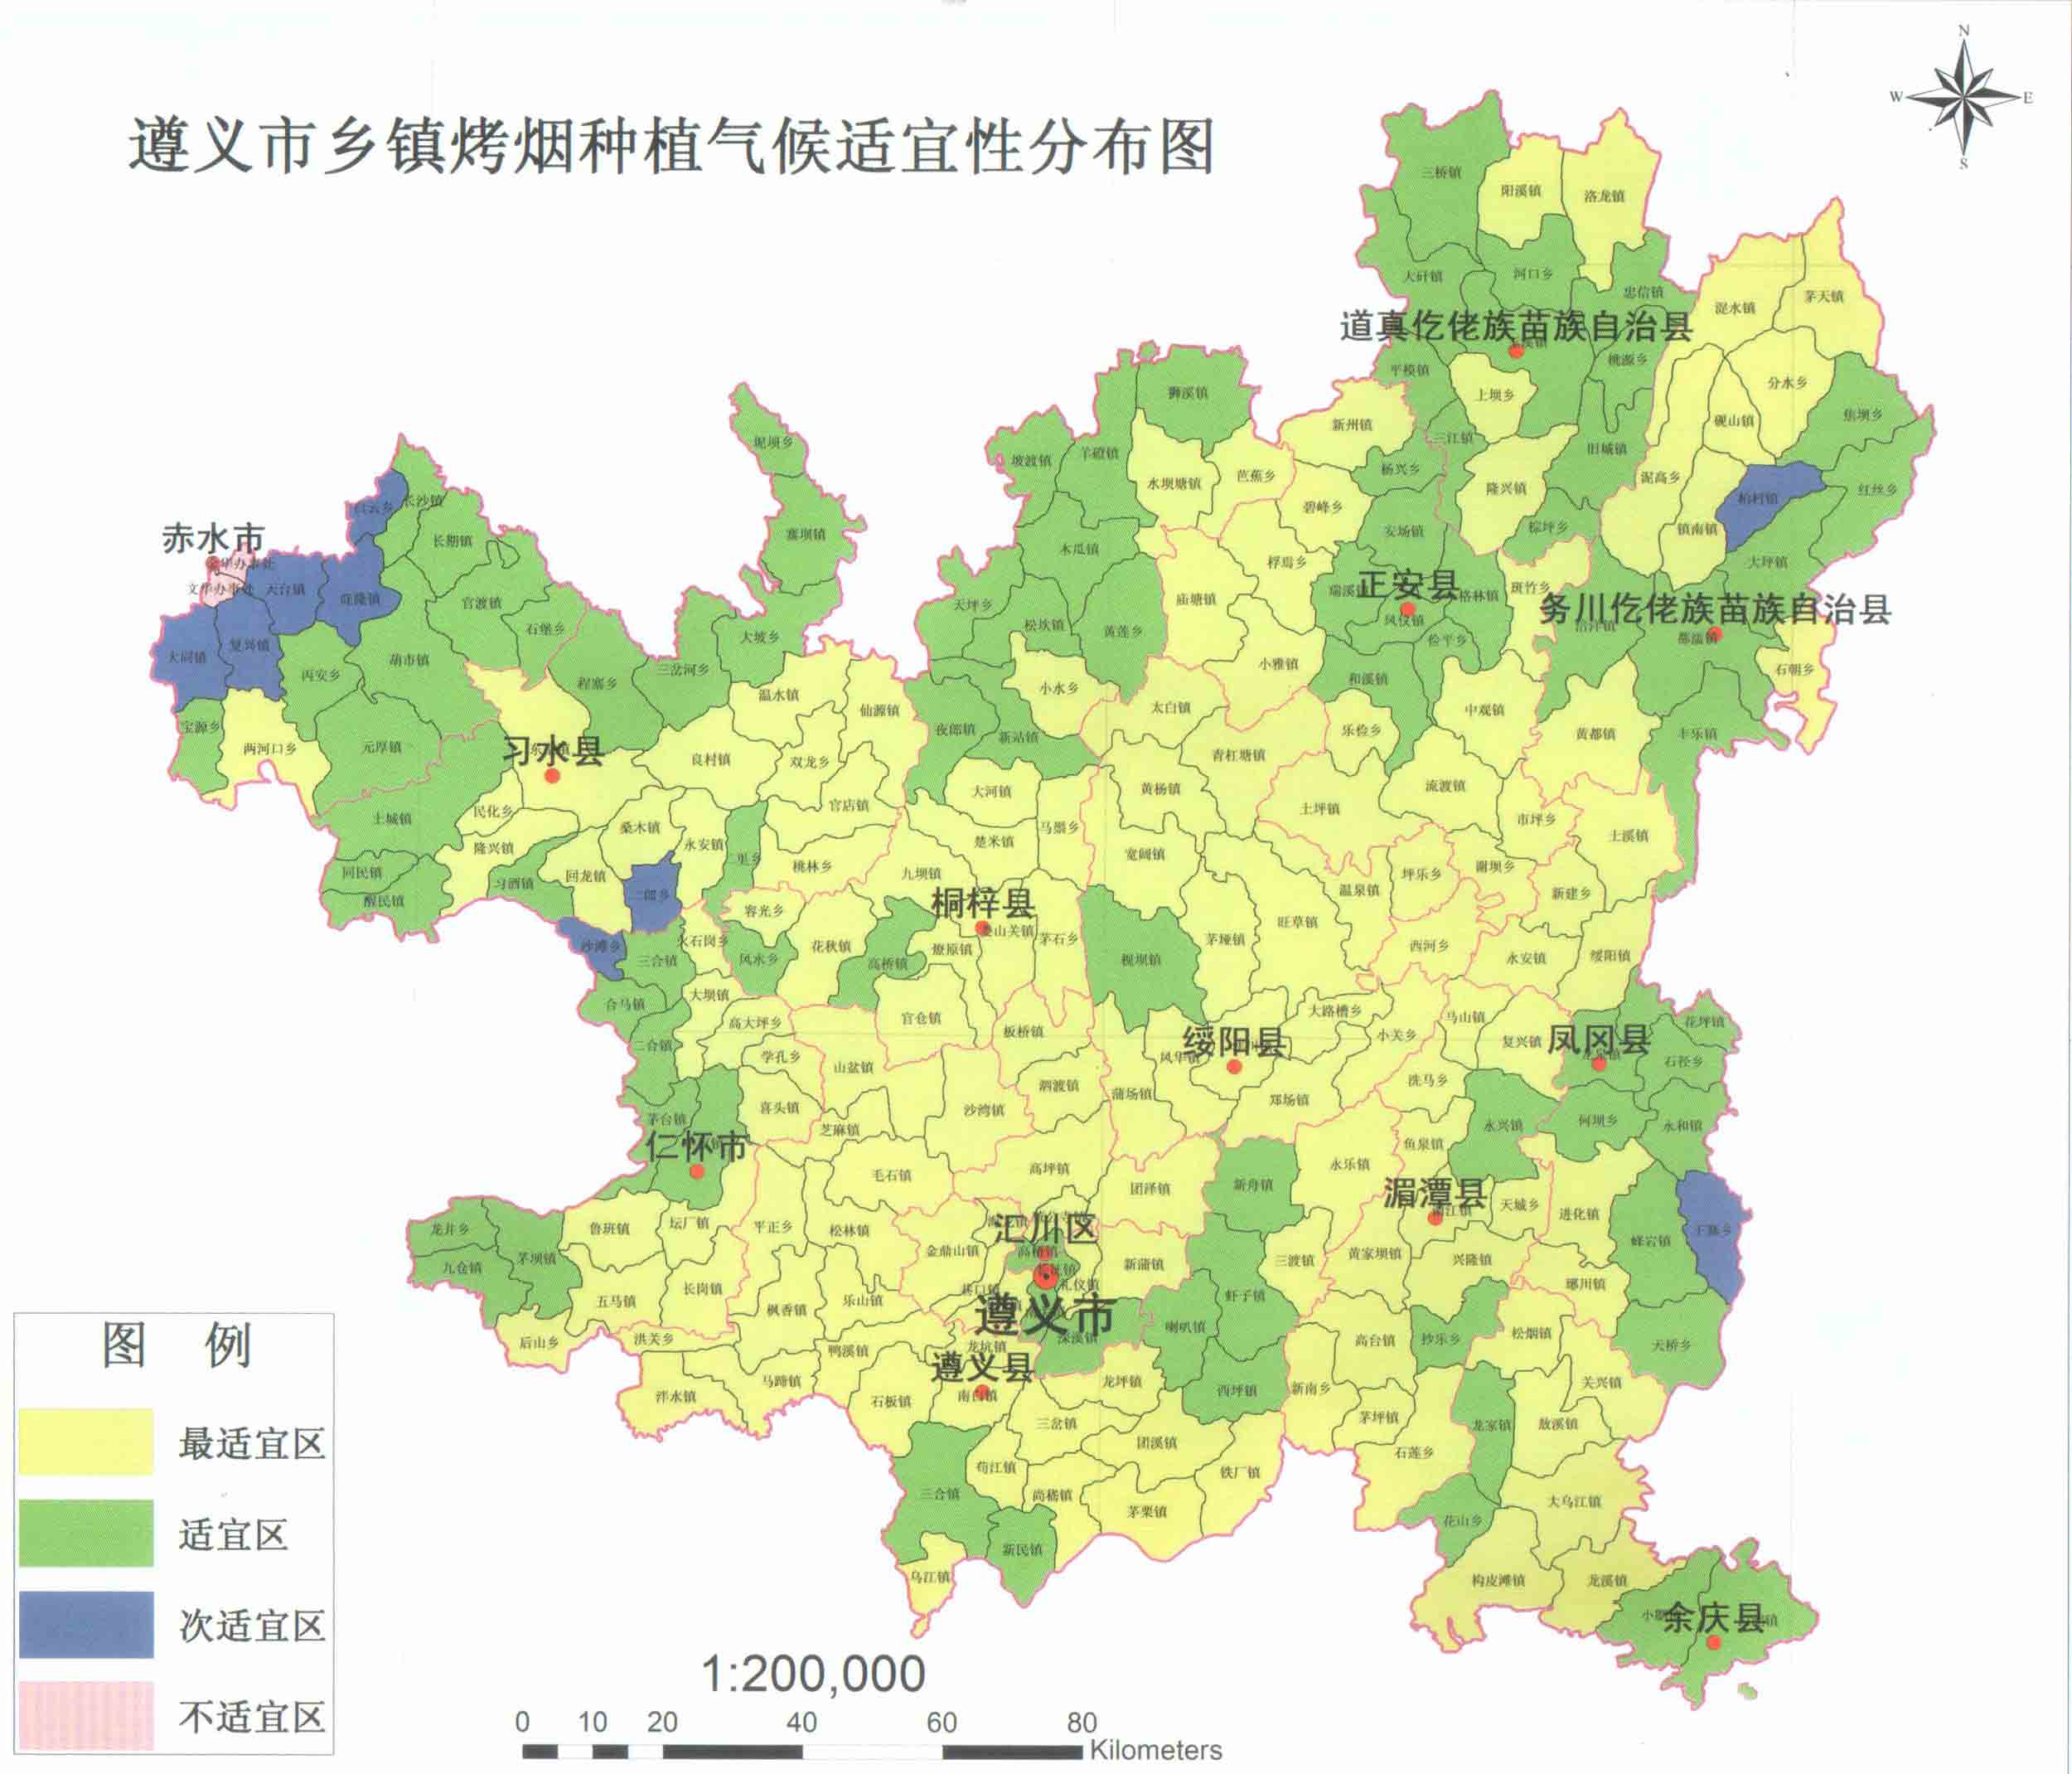 N
W
E
S
遵义市乡镇烤烟种植气候适宜性分布图
三桥镇
阳溪镇
洛龙镇
大矸镇
河口乡
忠信镇
浞水镇
茅天镇
道真仡佬族苗族自治县
平模镇
桃源乡
上坝乡
分水乡
砚山镇
焦坝乡
狮溪镇
新州镇
三江镇
旧城镇
泥坝乡
坡渡镇
羊磴镇
杨兴乡
水坝塘镇
芭蕉乡
碧峰乡
隆兴镇
泥高乡
柏村镇
红丝乡
长沙镇
白云乡
寨坝镇
木瓜镇
安场镇
棕坪乡
镇南镇
赤水市
长期镇
桴焉乡
大坪镇
文华办事处
天台镇
旺隆镇
官渡镇
天坪乡
庙塘镇
瑞溪镇
正安县
格林镇
斑竹乡
务川仡佬族苗族自治县
石堡乡
大坡乡
松坎镇
黄莲乡
凤仪镇
俭平乡
都濡镇
大同镇
复兴镇
丙安乡
葫市镇
程寨乡
三岔河乡
小水乡
小雅镇
和溪镇
石朝乡
温水镇
仙源镇
太白镇
中观镇
宝源乡
两河口乡
元厚镇
夜郎镇
新站镇
乐俭乡
黄都镇
丰乐镇
习水县
良村镇
双龙乡
青杠塘镇
土城镇
民化乡
官店镇
大河镇
黄杨镇
土坪镇
流渡镇
市坪乡
土溪镇
桑木镇
永安镇
马鬃乡
楚米镇
隆兴镇
宽阔镇
回民镇
习酒镇
回龙镇
二郎乡
桃林乡
九坝镇
坪乐乡
谢坝乡
温泉镇
新建乡
醒民镇
桐梓县
容光乡
娄山关镇
旺草镇
沙滩乡
三合镇
火石岗乡
风水乡
花秋镇
高桥镇
燎原镇
茅石乡
枧坝镇
茅垭镇
西河乡
永安镇
绥阳镇
合马镇
大坝镇
高大坪乡
官仓镇
板桥镇
大路槽乡
马山镇
花坪镇
二合镇
学孔乡
山盆镇
风华镇
绥阳县
小关乡
复兴镇
凤冈县
石径乡
茅台镇
喜头镇
泗渡镇
沙湾镇
蒲场镇
郑场镇
洗马乡
芝麻镇
永兴镇
何坝乡
永和镇
仁怀市
鱼泉镇
毛石镇
高坪镇
团泽镇
新舟镇
永乐镇
湄潭县
湄江镇
天城乡
进化镇
龙井乡
鲁班镇
坛厂镇
平正乡
松林镇
汇川区
蜂岩镇
王寨乡
九仓镇
茅坝镇
金鼎山镇
高桥镇
新蒲镇
三渡镇
黄家坝镇
兴隆镇
琊川镇
五马镇
长岗镇
枫香镇
乐山镇
巷口镇
礼仪镇
虾子镇
遵义市
后山乡
洪关乡
鸭溪镇
龙坑镇
深溪镇
喇叭镇
高台镇
抄乐乡
松烟镇
天桥乡
遵义县
泮水镇
马蹄镇
石板镇
南白镇
龙坪镇
西坪镇
新南乡
关兴镇
三岔镇
茅坪镇
龙家镇
敖溪镇
团溪镇
石莲乡
苟江镇
铁厂镇
三合镇
尚嵇镇
茅栗镇
大乌江镇
花山乡
新民镇
乌江镇
构皮滩镇
龙溪镇
余庆县
图 例
最适宜区
适宜区
次适宜区
不适宜区
1:200,000
0 10 20 40 60 80
Kilometers